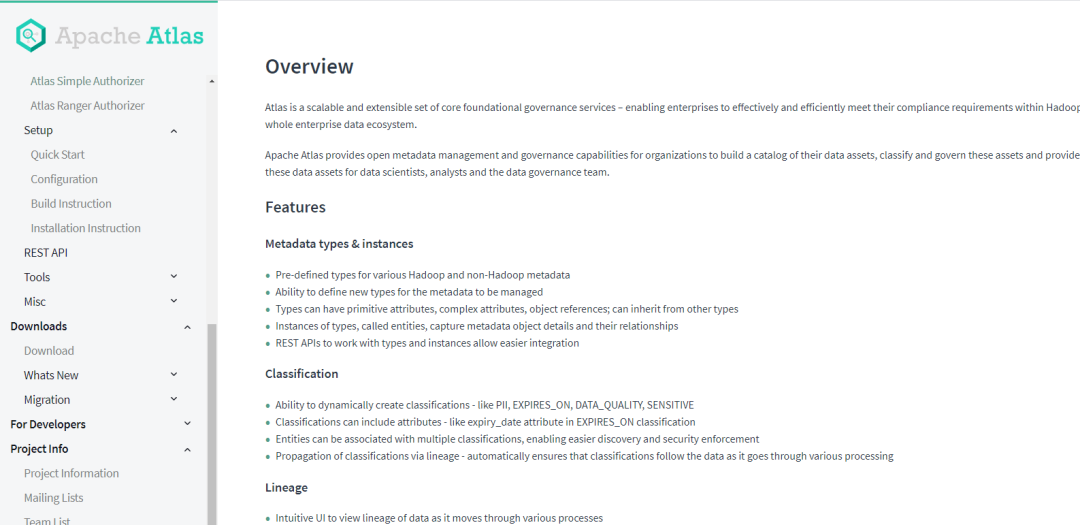 Apache Atlas
Atlas Simple Authorizer
Atlas Ranger Authorizer
Setup
Quick Start
Configuration
Build Instruction
Installation Instruction
REST API
Tools
Misc
Downloads
Download
Whats New
Migration
For Developers
Project Info
Project Information
Mailing Lists
Team List
Overview
Atlas is a scalable and extensible set of core foundational governance services – enabling enterprises to effectively and efficiently meet their compliance requirements within Hadoop
whole enterprise data ecosystem.
Apache Atlas provides open metadata management and governance capabilities for organizations to build a catalog of their data assets, classify and govern these assets and provide
these data assets for data scientists, analysts and the data governance team.
Features
Metadata types & instances
• Pre-defined types for various Hadoop and non-Hadoop metadata
• Ability to define new types for the metadata to be managed
• Types can have primitive attributes, complex attributes, object references; can inherit from other types
• Instances of types, called entities, capture metadata object details and their relationships
• REST APIs to work with types and instances allow easier integration
Classification
• Ability to dynamically create classifications - like PII, EXPIRES_ON, DATA_QUALITY, SENSITIVE
• Classifications can include attributes - like expiry_date attribute in EXPIRES_ON classification
• Entities can be associated with multiple classifications, enabling easier discovery and security enforcement
• Propagation of classifications via lineage - automatically ensures that classifications follow the data as it goes through various processing
Lineage
• Intuitive UI to view lineage of data as it moves through various processes